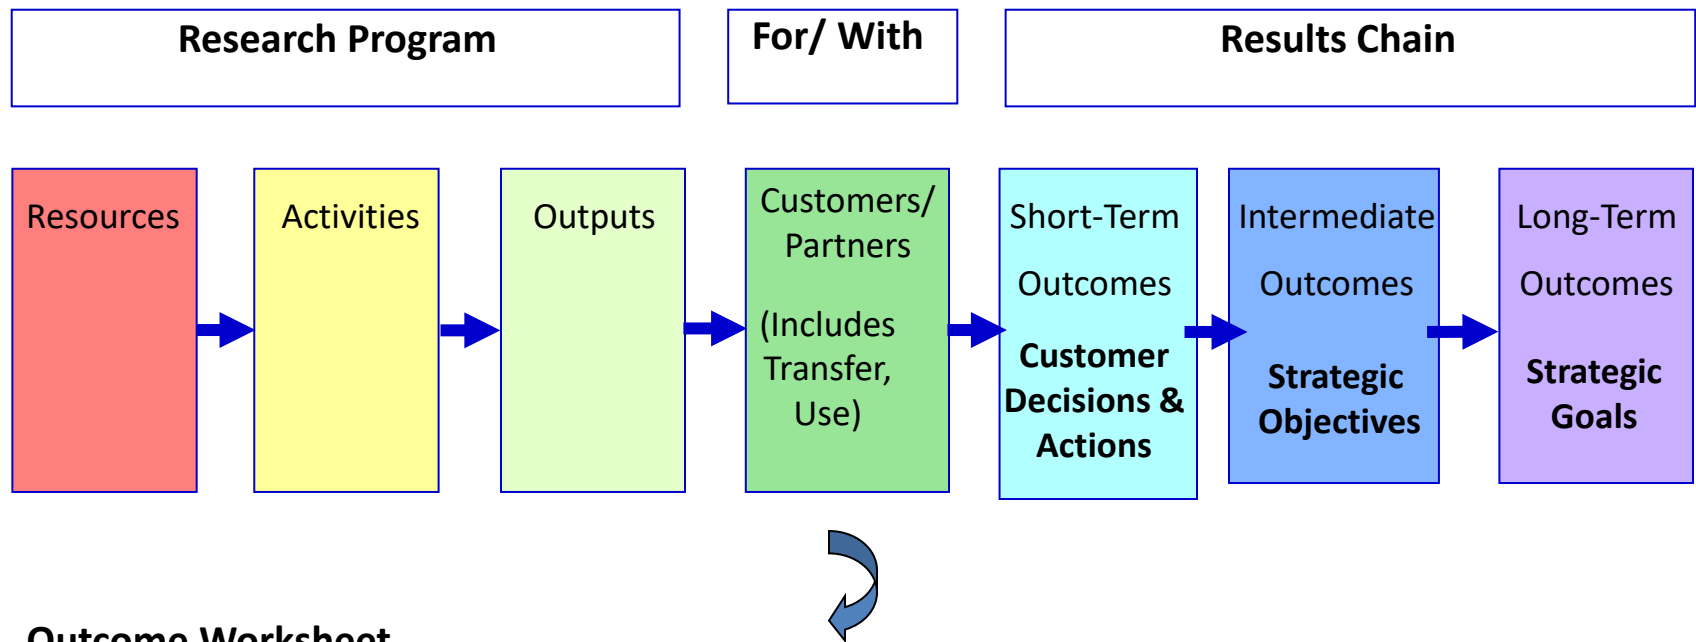 Research Program
For/ With
Results Chain
Resources
Activities
Outputs
Customers/
Partners
(Includes
Transfer,
Use)
Short-Term
Outcomes
Customer
Decisions &
Actions
Intermediate
Outcomes
Strategic
Objectives
Long-Term
Outcomes
Strategic
Goals
Outcome Worksheet